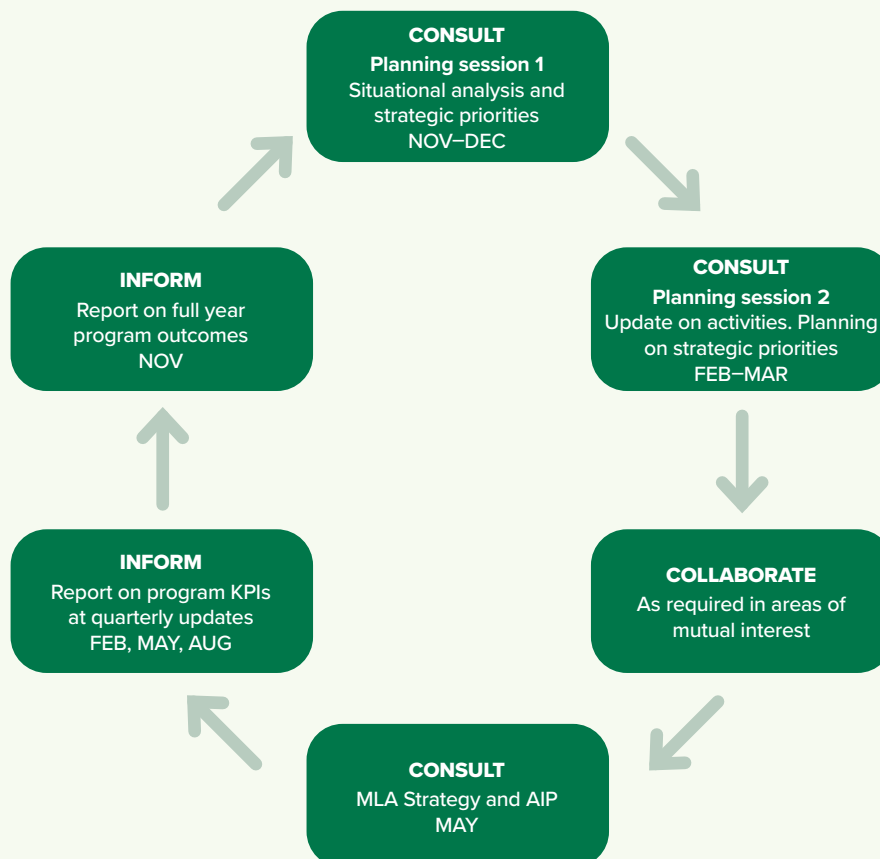 CONSULT
Planning session 1
Situational analysis and
strategic priorities
NOV–DEC
CONSULT
Planning session 2
Update on activities. Planning
on strategic priorities
FEB–MAR
COLLABORATE
As required in areas of
mutual interest
CONSULT
MLA Strategy and AIP
MAY
INFORM
Report on program KPIs
at quarterly updates
FEB, MAY, AUG
INFORM
Report on full year
program outcomes
NOV